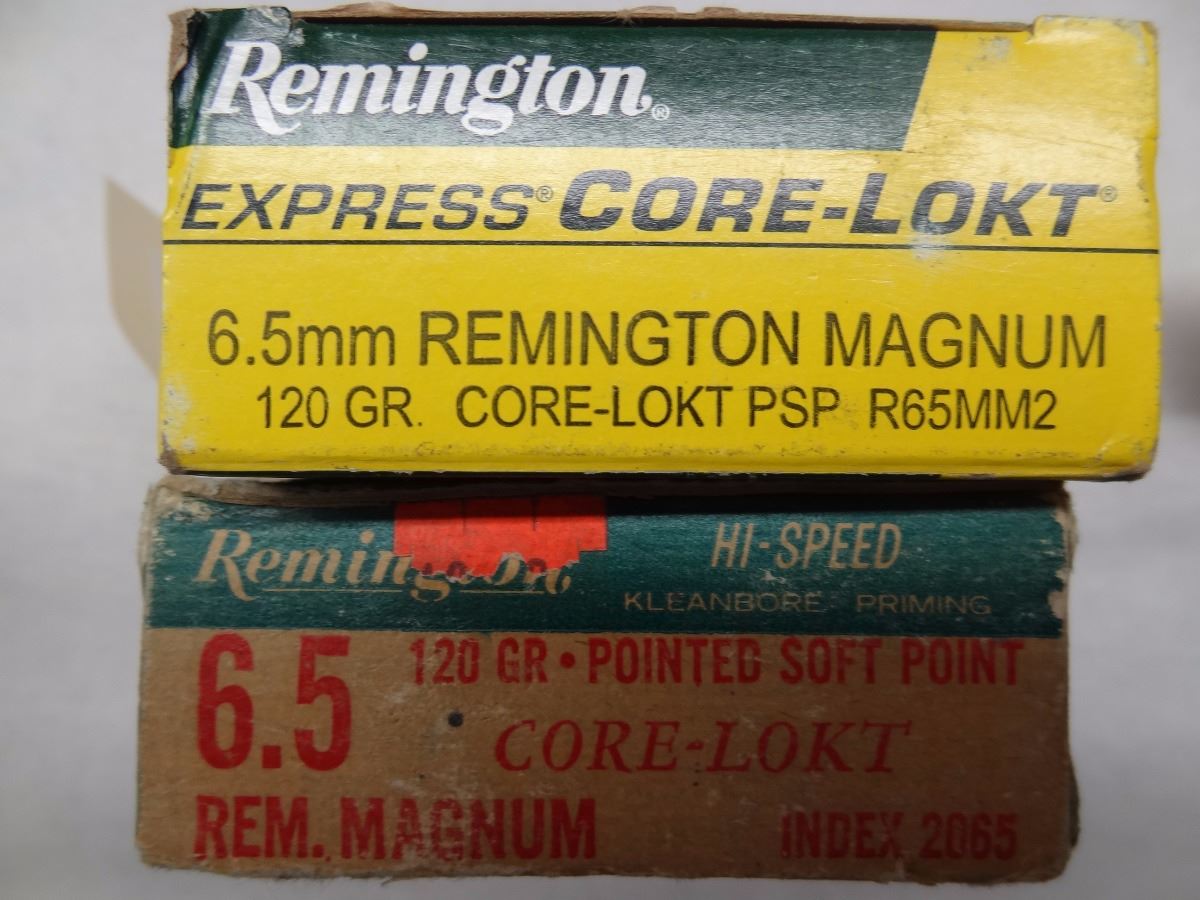 Remington®
EXPRESS® CORE-LOKT®
6.5mm REMINGTON MAGNUM
120 GR. CORE-LOKT PSP R65MM2
Remington HI-SPEED
KLEANBORE PRIMING
6.5 120 GR • POINTED SOFT POINT
CORE-LOKT
REM. MAGNUM INDEX 2065